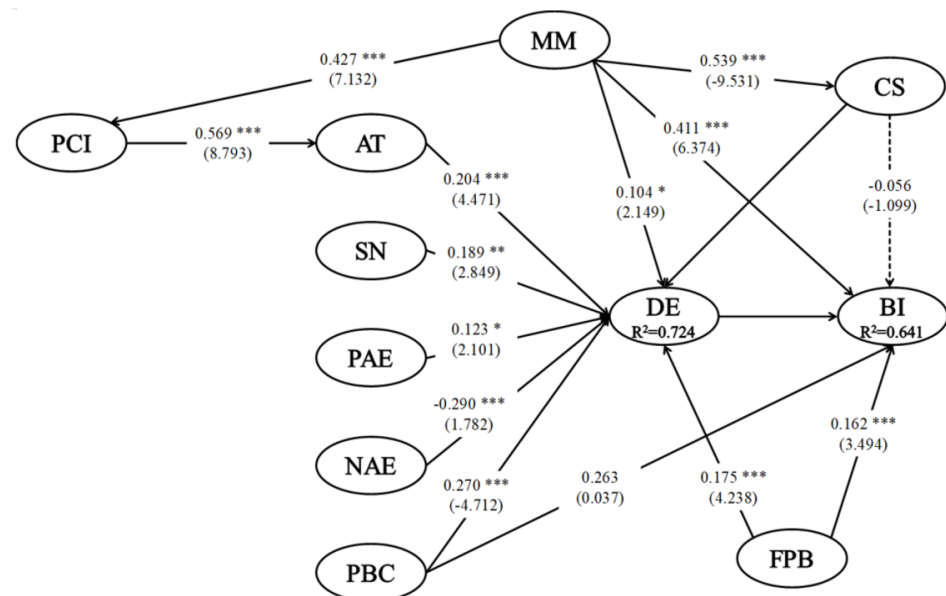 MM
0.427 ***
(7.132)
0.539 ***
(-9.531)
CS
PCI
0.569 ***
(8.793)
AT
0.411 ***
(6.374)
0.204 ***
(4.471)
0.104 *
(2.149)
-0.056
(-1.099)
SN
0.189 **
(2.849)
DE
R²=0.724
BI
R²=0.641
PAE
0.123 *
(2.101)
-0.290 ***
(1.782)
NAE
0.162 ***
(3.494)
0.270 ***
(-4.712)
0.263
(0.037)
0.175 ***
(4.238)
PBC
FPB